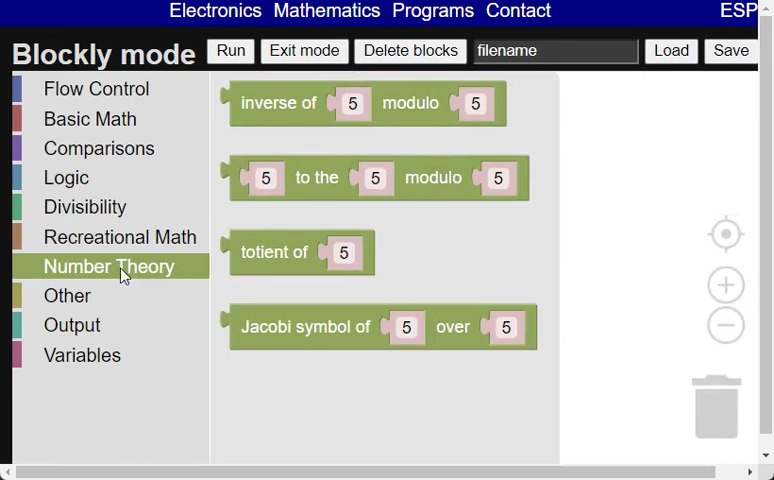 Electronics Mathematics Programs Contact ESP
Blockly mode Run Exit mode Delete blocks filename Load Save
Flow Control
Basic Math
Comparisons
Logic
Divisibility
Recreational Math
Number Theory
Other
Output
Variables
inverse of 5 modulo 5
5 to the 5 modulo 5
totient of 5
Jacobi symbol of 5 over 5